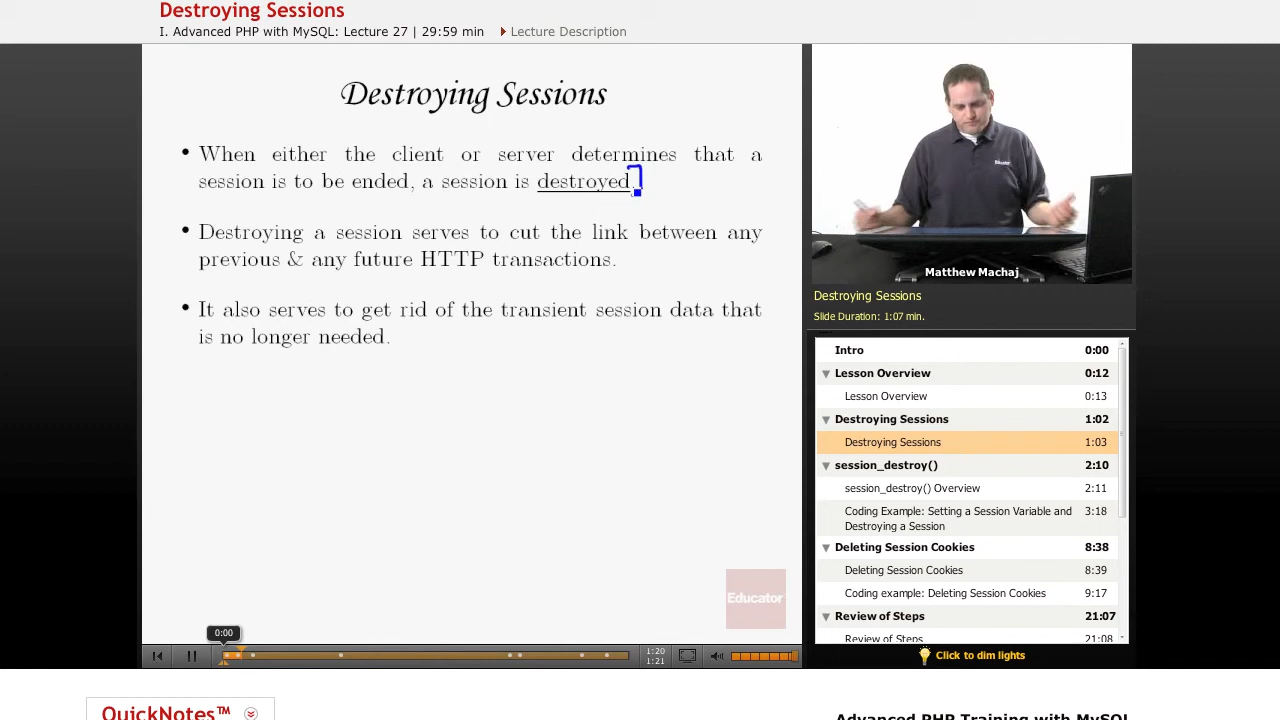 Destroying Sessions
I. Advanced PHP with MySQL: Lecture 27 | 29:59 min
Lecture Description
Destroying Sessions
• When either the client or server determines that a
session is to be ended, a session is destroyed.
• Destroying a session serves to cut the link between any
previous & any future HTTP transactions.
• It also serves to get rid of the transient session data that
is no longer needed.
Educator
0:00
1:20
1:21
Educator
Matthew Machaj
Destroying Sessions
Slide Duration: 1:07 min.
Intro 0:00
Lesson Overview 0:12
Lesson Overview 0:13
Destroying Sessions 1:02
Destroying Sessions 1:03
session_destroy() 2:10
session_destroy() Overview 2:11
Coding Example: Setting a Session Variable and 3:18
Destroying a Session
Deleting Session Cookies 8:38
Deleting Session Cookies 8:39
Coding example: Deleting Session Cookies 9:17
Review of Steps 21:07
Review of Steps 21:08
Click to dim lights
QuickNotes™
Advanced PHP Training with MySQL